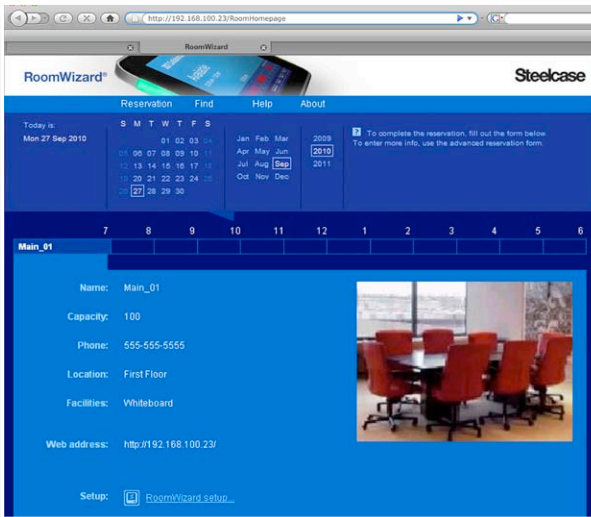 http://192.168.100.23/RoomHomepage
RoomWizard
RoomWizard®
Steelcase
Reservation Find Help About
Today is:
Mon 27 Sep 2010
S M T W T F S
01 02 03 04
05 06 07 08 09 10 11
12 13 14 15 16 17 18
19 20 21 22 23 24 25
26 27 28 29 30
Jan Feb Mar
Apr May Jun
Jul Aug Sep
Oct Nov Dec
2009
2010
2011
? To complete the reservation, fill out the form below.
To enter more info, use the advanced reservation form.
7 8 9 10 11 12 1 2 3 4 5 6
Main_01
Name: Main_01
Capacity: 100
Phone: 555-555-5555
Location: First Floor
Facilities: Whiteboard
Web address: http://192.168.100.23/
Setup: RoomWizard setup...